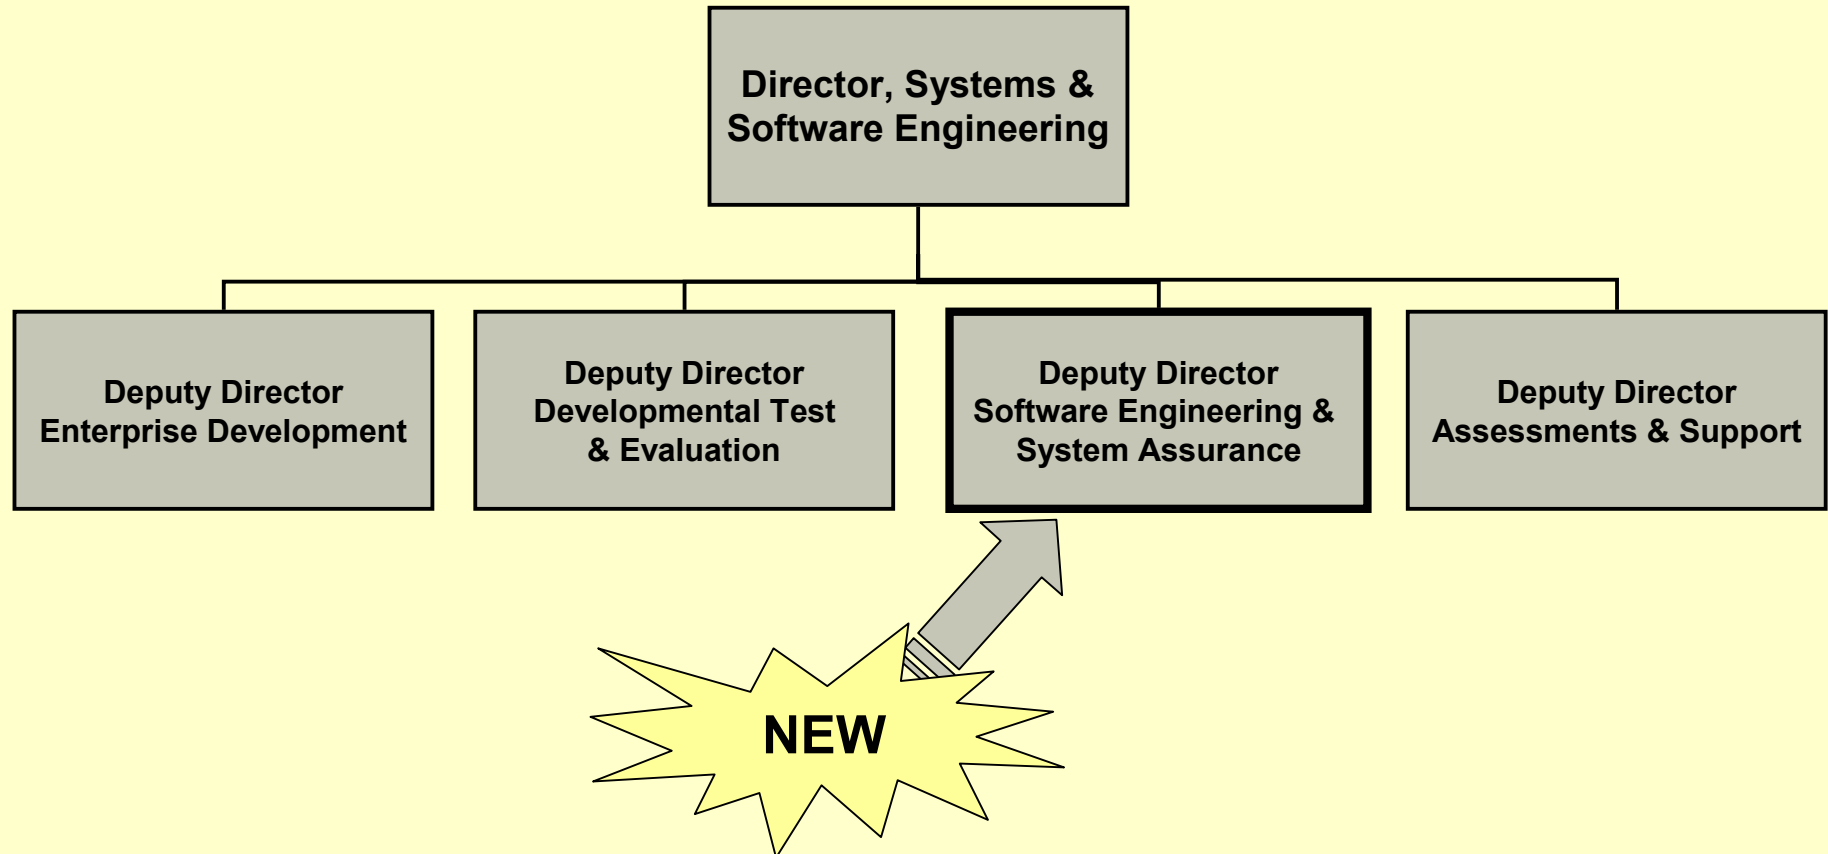 Director, Systems &
Software Engineering
Deputy Director
Enterprise Development
Deputy Director
Developmental Test
& Evaluation
Deputy Director
Software Engineering &
System Assurance
Deputy Director
Assessments & Support
NEW